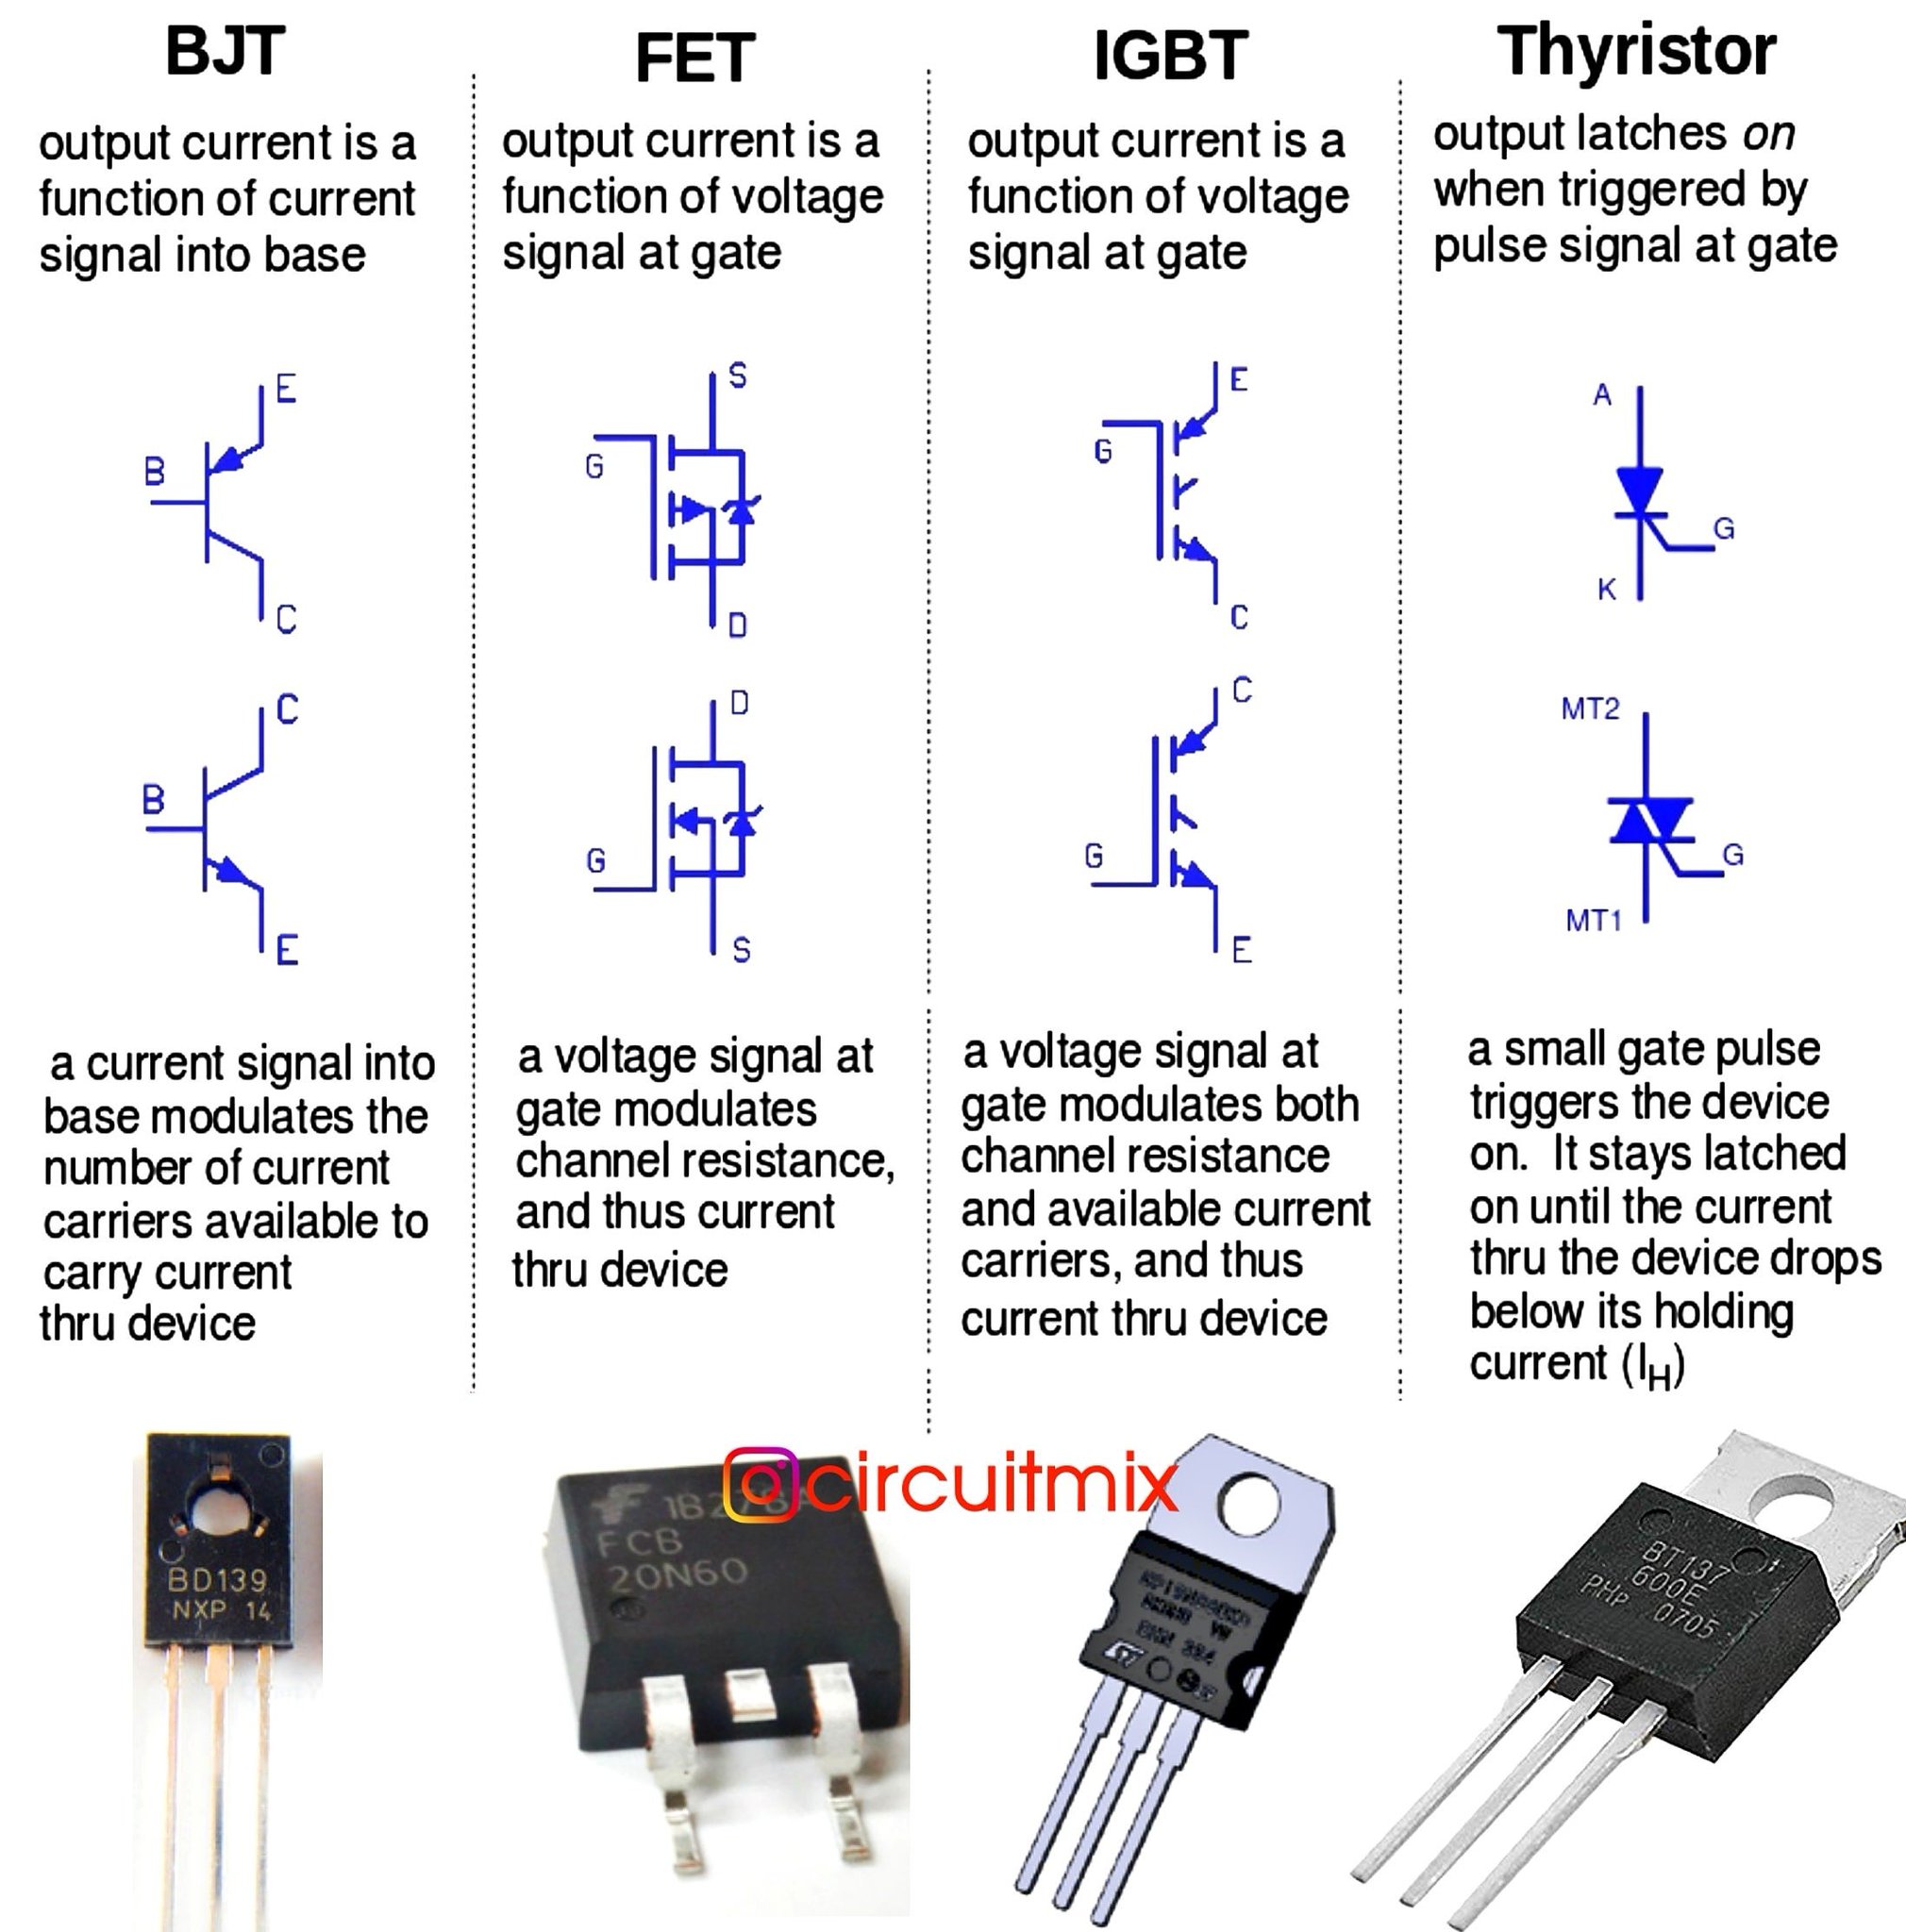 BJT
output current is a
function of current
signal into base
E
B
C
C
B
E
a current signal into
base modulates the
number of current
carriers available to
carry current
thru device
BD139
NXP 14
FET
output current is a
function of voltage
signal at gate
S
G
D
D
G
S
a voltage signal at
gate modulates
channel resistance,
and thus current
thru device
FCB
20N60
IGBT
output current is a
function of voltage
signal at gate
E
G
C
C
G
E
a voltage signal at
gate modulates both
channel resistance
and available current
carriers, and thus
current thru device
circuitmix
ST
Thyristor
output latches on
when triggered by
pulse signal at gate
A
G
K
MT2
G
MT1
a small gate pulse
triggers the device
on. It stays latched
on until the current
thru the device drops
below its holding
current (IH)
BT137
600E
PHP 0705